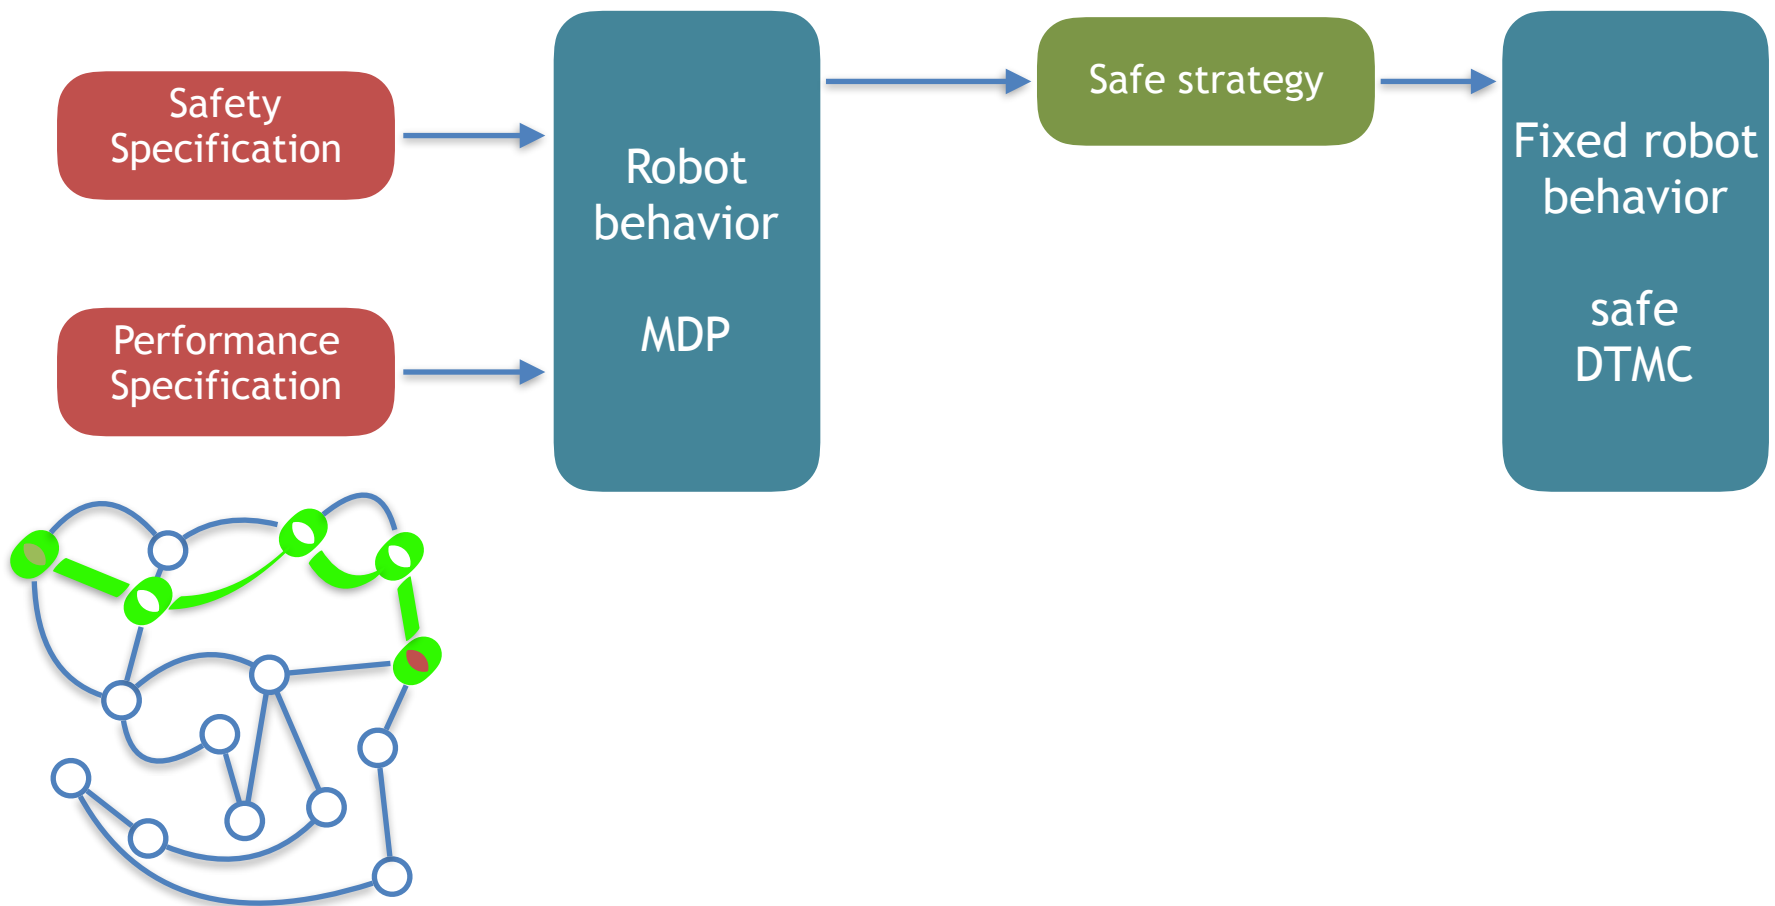 Safety
Specification
Performance
Specification
Robot
behavior
MDP
Safe strategy
Fixed robot
behavior
safe
DTMC